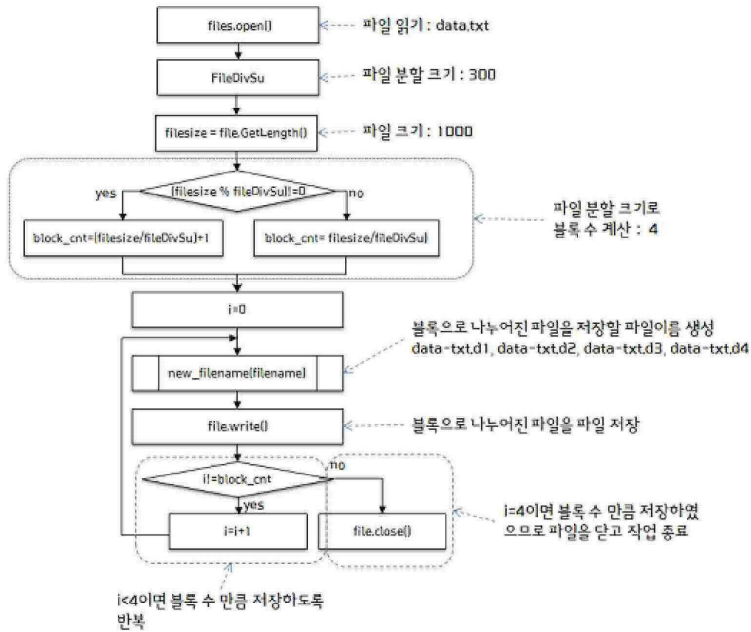 files.open()
파일 읽기 : data.txt
FileDivSu
파일 분할 크기 : 300
filesize = file.GetLength()
파일 크기 : 1000
yes
(filesize % fileDivSu)!=0
no
block_cnt=(filesize/fileDivSu)+1
block_cnt= filesize/fileDivSu)
파일 분할 크기로
블록 수 계산 : 4
i=0
블록으로 나누어진 파일을 저장할 파일이름 생성
data-txt.d1, data-txt.d2, data-txt.d3, data-txt.d4
new_filename(filename)
file.write()
블록으로 나누어진 파일을 파일 저장
i!=block_cnt
no
yes
i=i+1
file.close()
i=4이면 블록 수 만큼 저장하였
으므로 파일을 닫고 작업 종료
i<4이면 블록 수 만큼 저장하도록
반복